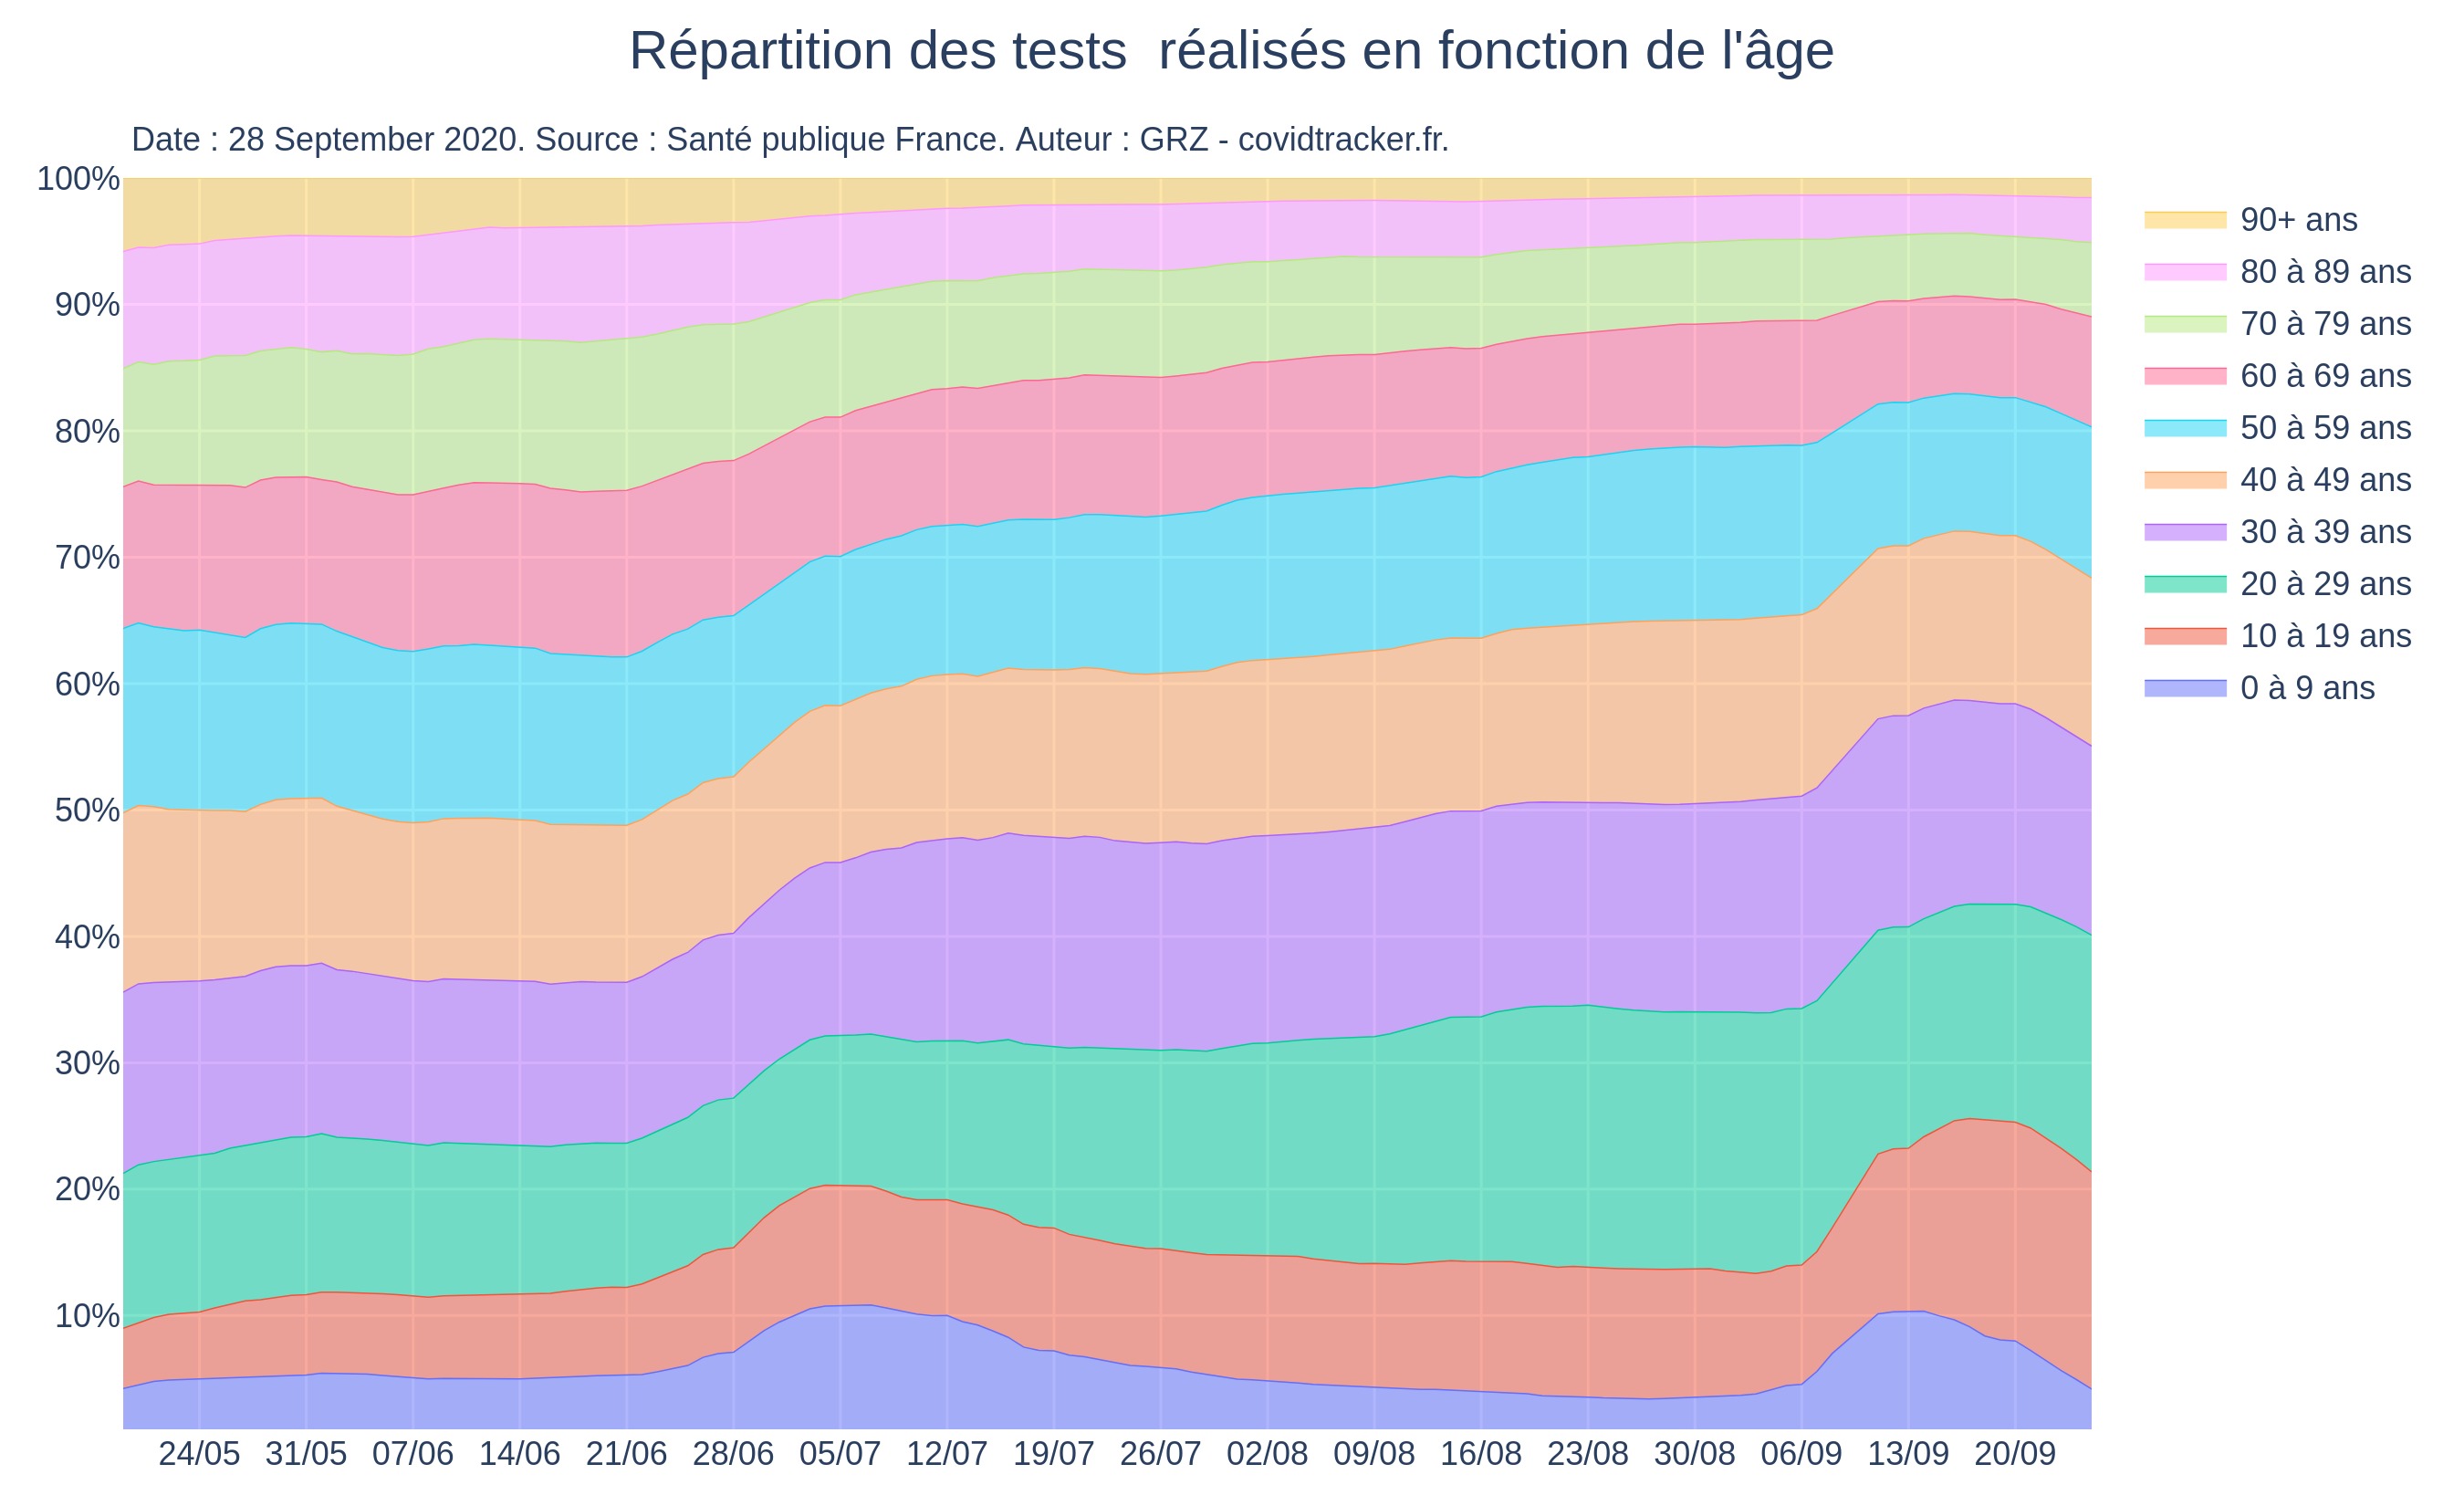 Répartition des tests  réalisés en fonction de l'âge
Date : 28 September 2020. Source : Santé publique France. Auteur : GRZ - covidtracker.fr.
100%
90%
80%
70%
60%
50%
40%
30%
20%
10%
24/05 31/05 07/06 14/06 21/06 28/06 05/07 12/07 19/07 26/07 02/08 09/08 16/08 23/08 30/08 06/09 13/09 20/09
90+ ans
80 à 89 ans
70 à 79 ans
60 à 69 ans
50 à 59 ans
40 à 49 ans
30 à 39 ans
20 à 29 ans
10 à 19 ans
0 à 9 ans